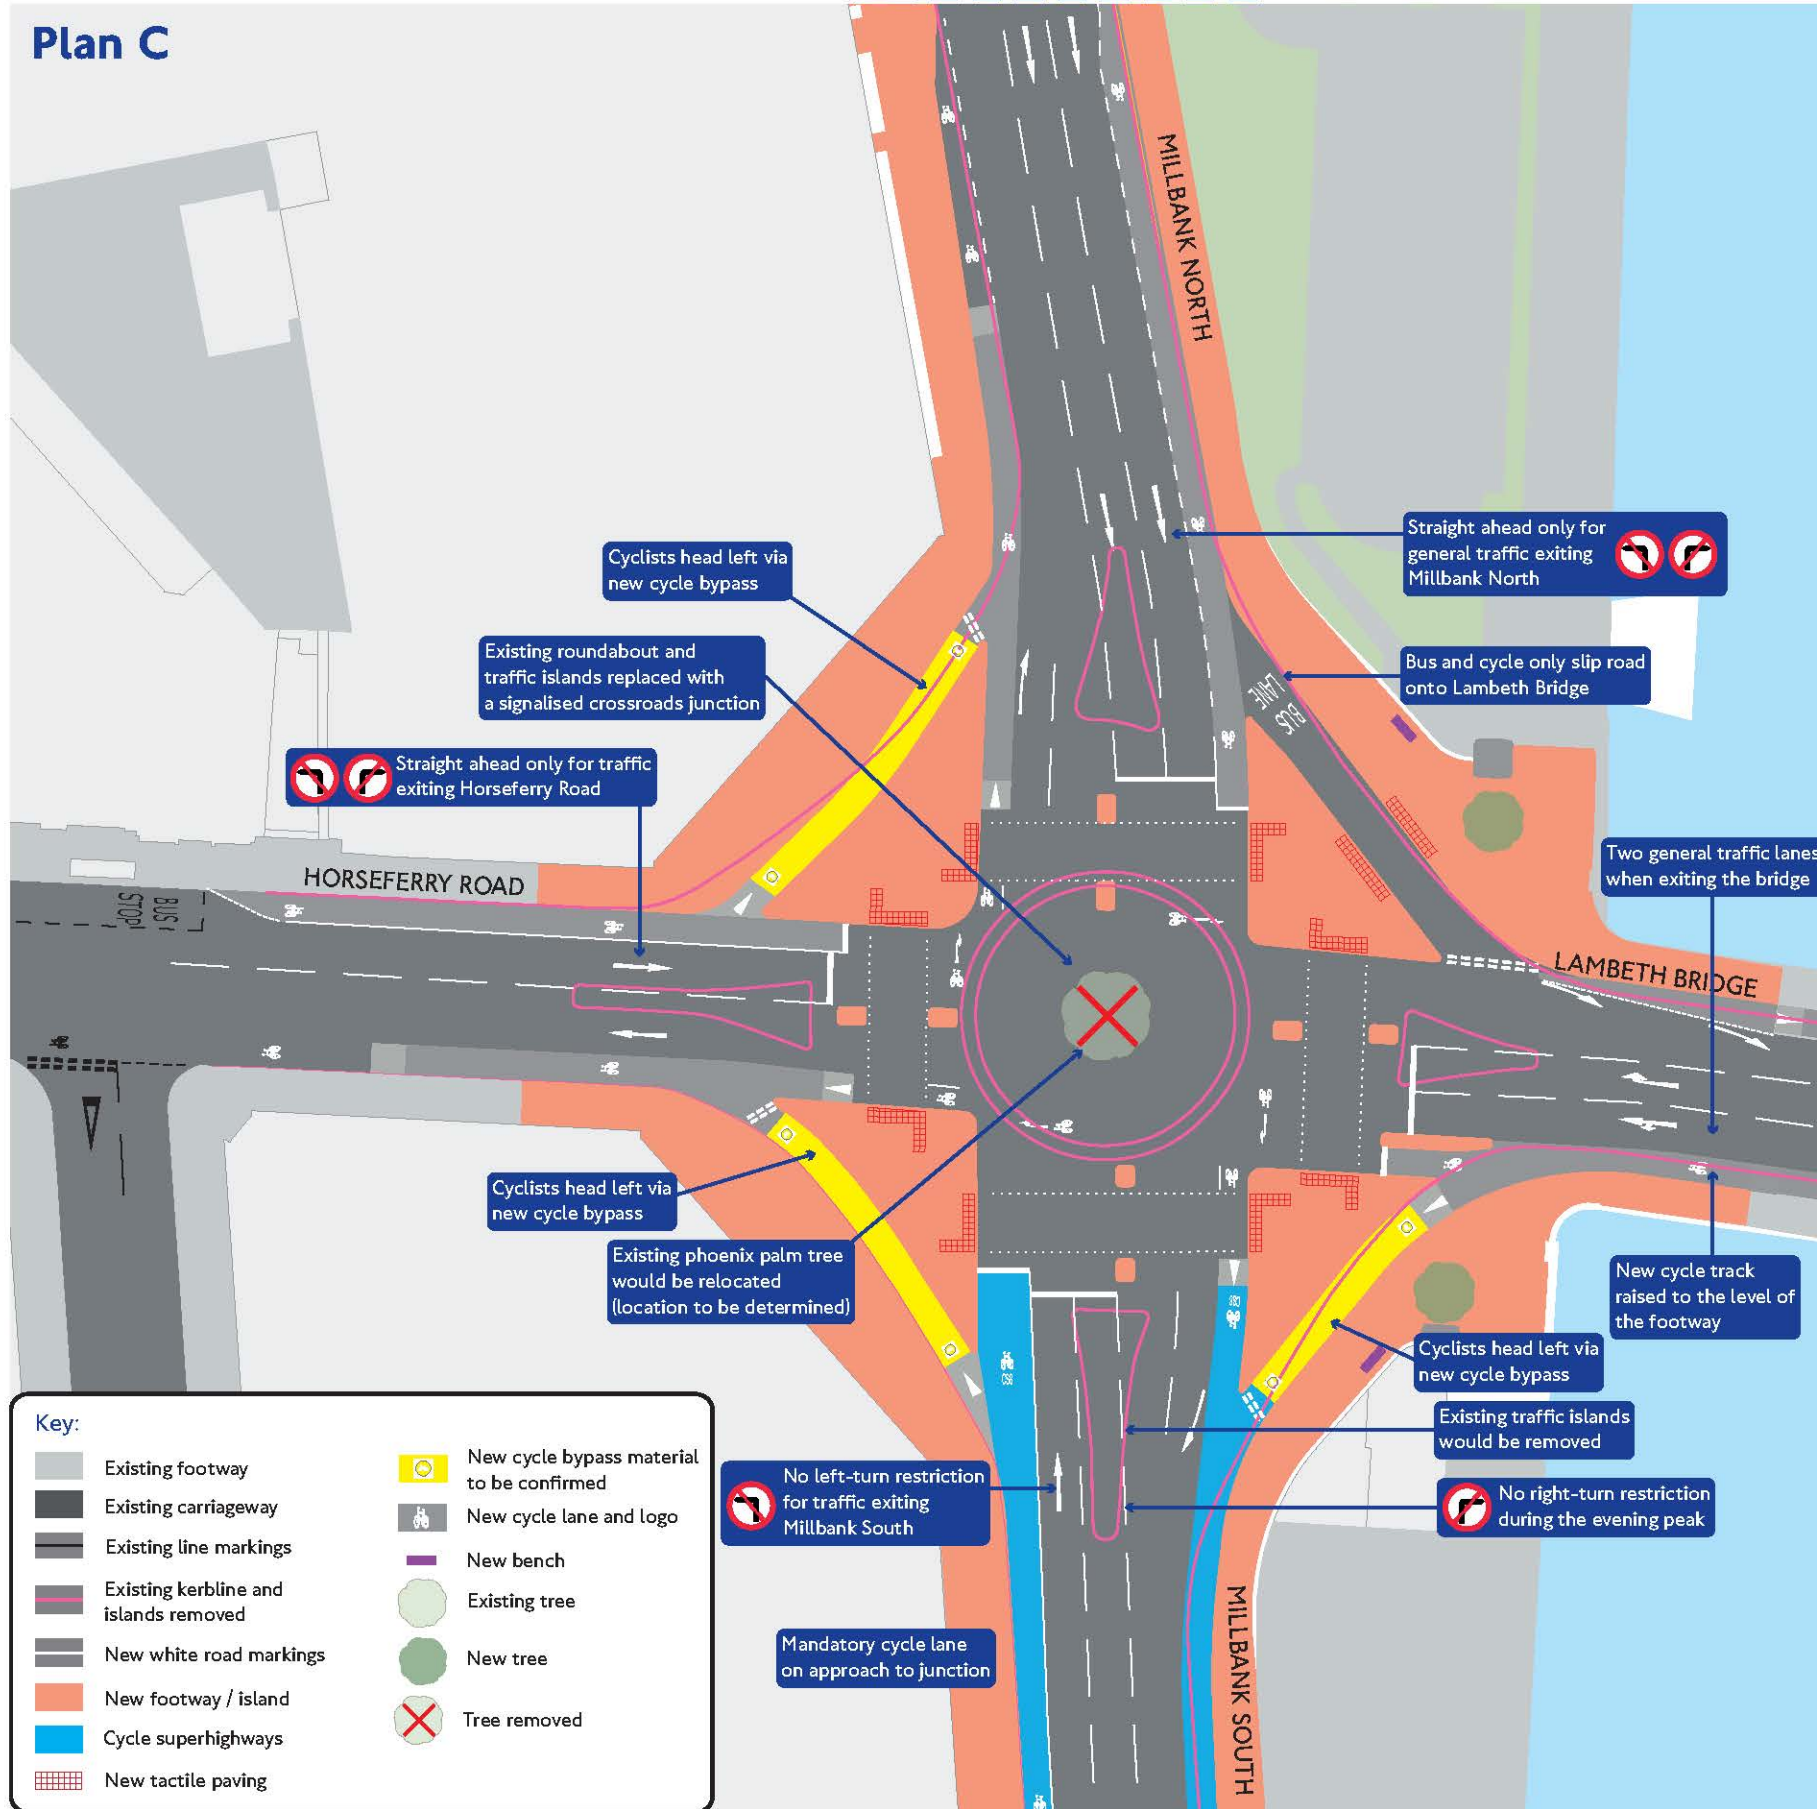 Plan C
MILLBANK NORTH
Straight ahead only for
general traffic exiting
Millbank North
Cyclists head left via
new cycle bypass
Existing roundabout and
traffic islands replaced with
a signalised crossroads junction
Bus and cycle only slip road
onto Lambeth Bridge
BUS
LANE
Straight ahead only for traffic
exiting Horseferry Road
HORSEFERRY ROAD
BUS
STOP
Two general traffic lanes
when exiting the bridge
LAMBETH BRIDGE
Cyclists head left via
new cycle bypass
Existing phoenix palm tree
would be relocated
(location to be determined)
New cycle track
raised to the level of
the footway
Cyclists head left via
new cycle bypass
Existing traffic islands
would be removed
No left-turn restriction
for traffic exiting
Millbank South
No right-turn restriction
during the evening peak
Mandatory cycle lane
on approach to junction
MILLBANK SOUTH
Key:
Existing footway
Existing carriageway
Existing line markings
Existing kerbline and
islands removed
New white road markings
New footway / island
Cycle superhighways
New tactile paving
New cycle bypass material
to be confirmed
New cycle lane and logo
New bench
Existing tree
New tree
Tree removed